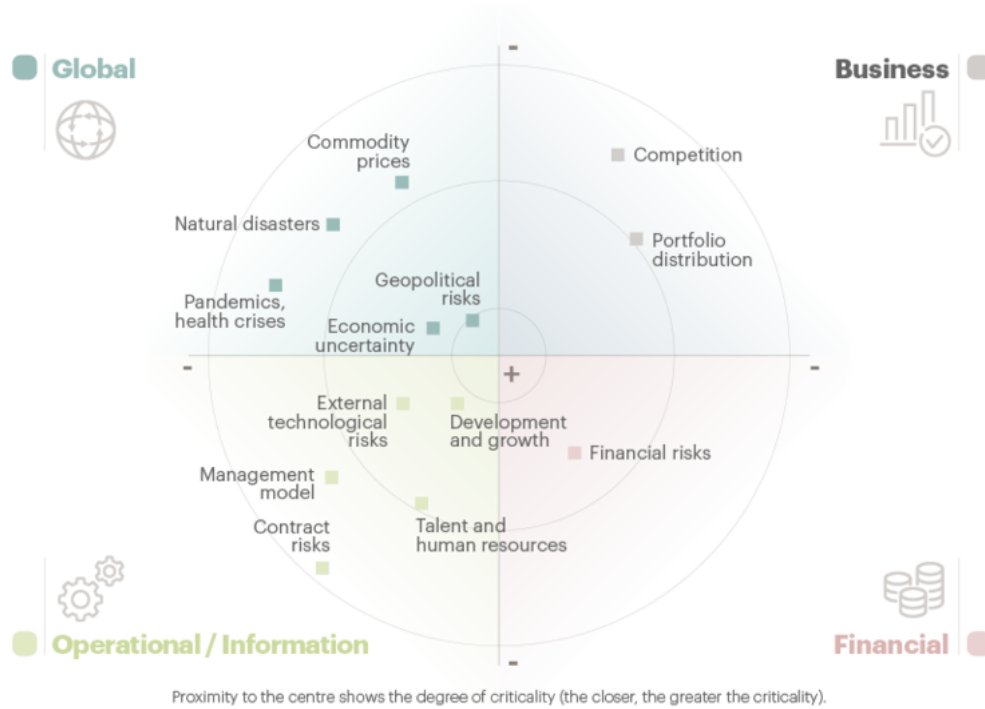 -
Global
Business
Commodity
prices
Competition
Natural disasters
Portfolio
distribution
Geopolitical
risks
Pandemics,
health crises
Economic
uncertainty
-
+
-
External
technological
risks
Development
and growth
Financial risks
Management
model
Contract
risks
Talent and
human resources
Operational / Information
Financial
-
Proximity to the centre shows the degree of criticality (the closer, the greater the criticality).